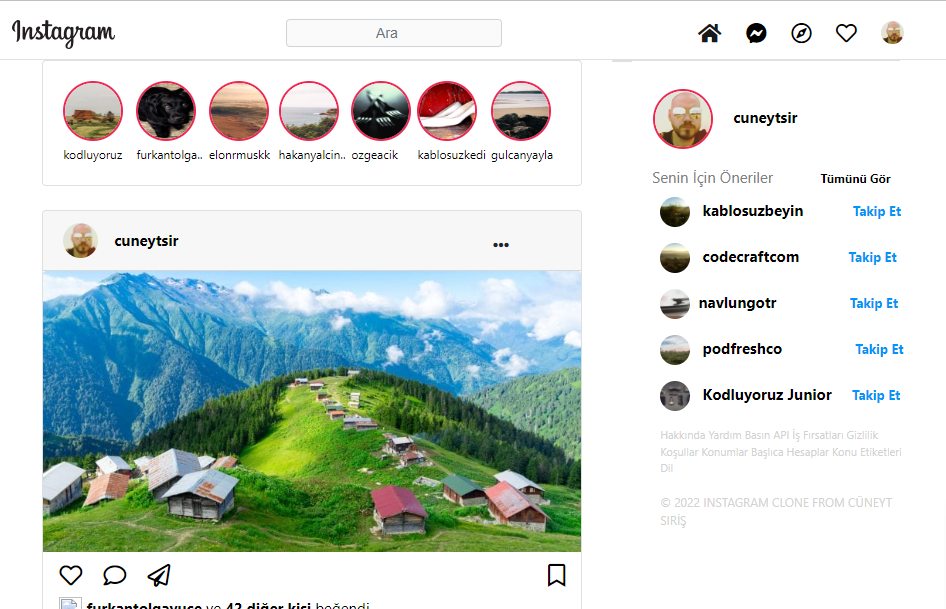 Instagram
Ara
kodluyoruz furkantolga.. elonrmuskk hakanyalcin.. ozgeacik kablosuzkedi gulcanyayla
cuneytsir
cuneytsir
Senin İçin Öneriler Tümünü Gör
kablosuzbeyin Takip Et
codecraftcom Takip Et
navlungotr Takip Et
podfreshco Takip Et
Kodluyoruz Junior Takip Et
Hakkında Yardım Basın API İş Fırsatları Gizlilik
Koşullar Konumlar Başlıca Hesaplar Konu Etiketleri
Dil
© 2022 INSTAGRAM CLONE FROM CÜNEYT
SIRİŞ
furkantolgayuce ve 42 diğer kişi beğendi